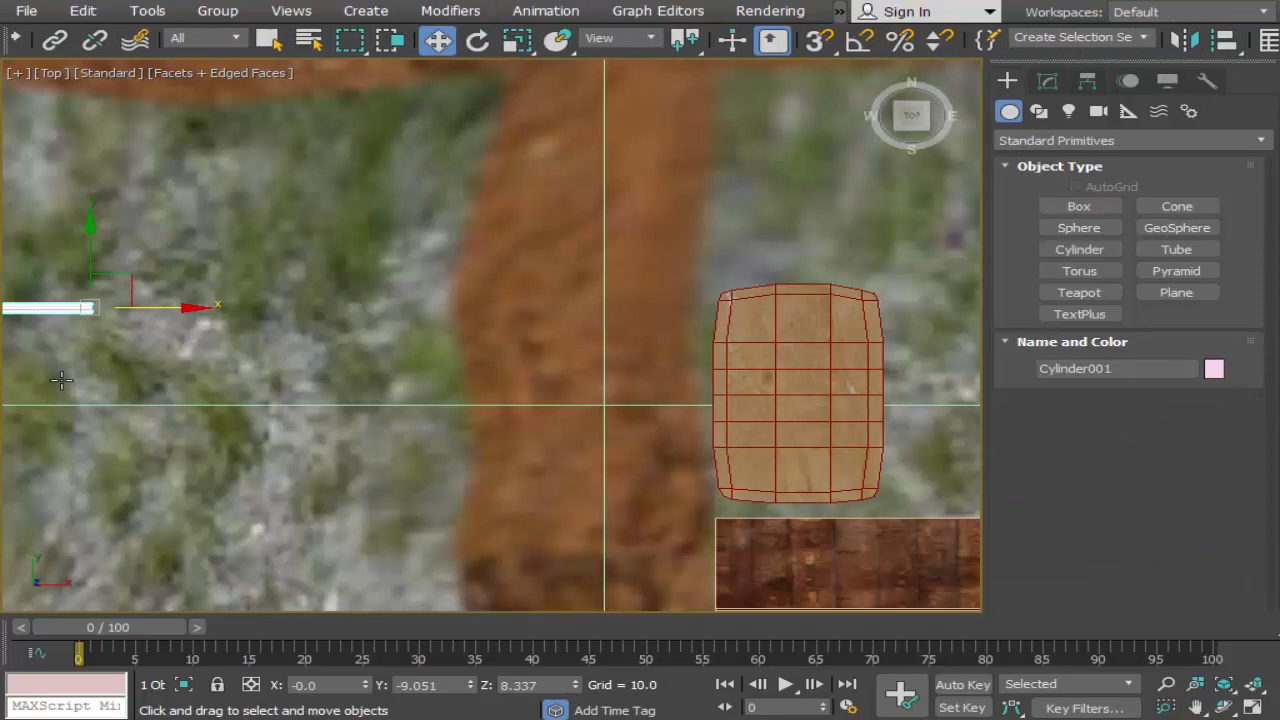 File Edit Tools Group Views Create Modifiers Animation Graph Editors Rendering Sign In Workspaces: Default
All View 3 Create Selection Se
[+] [Top] [Standard] [Facets + Edged Faces]
N
W TOP E
S
Standard Primitives
Object Type
AutoGrid
Box Cone
Sphere GeoSphere
Cylinder Tube
Torus Pyramid
Teapot Plane
TextPlus
Name and Color
Cylinder001
y
x
y
z x
< 0 / 100 >
0 5 10 15 20 25 30 35 40 45 50 55 60 65 70 75 80 85 90 95 100
1 Ob X: -0.0 Y: -9.051 Z: 8.337 Grid = 10.0 Auto Key Selected
MAXScript Mi Click and drag to select and move objects Add Time Tag 0 Set Key Key Filters...